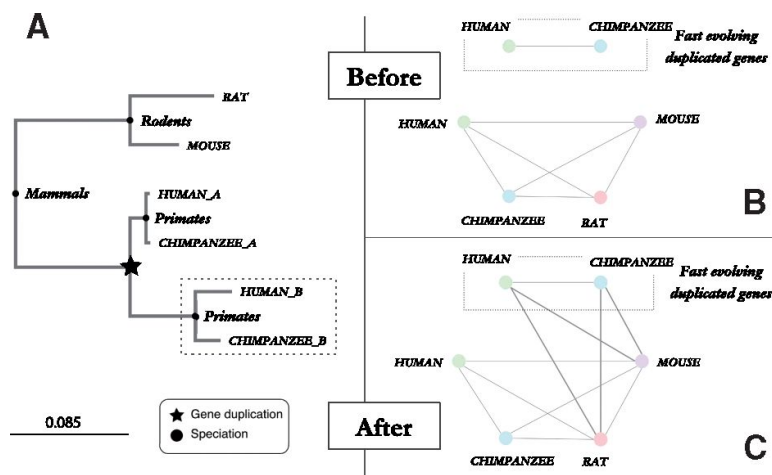 A
RAT
Rodents
MOUSE
Mammals
HUMAN_A
Primates
CHIMPANZEE_A
HUMAN_B
Primates
CHIMPANZEE_B
0.085
Gene duplication
Speciation
Before
HUMAN
CHIMPANZEE
Fast evolving
duplicated genes
HUMAN
MOUSE
CHIMPANZEE
RAT
B
HUMAN
CHIMPANZEE
Fast evolving
duplicated genes
HUMAN
MOUSE
After
CHIMPANZEE
RAT
C